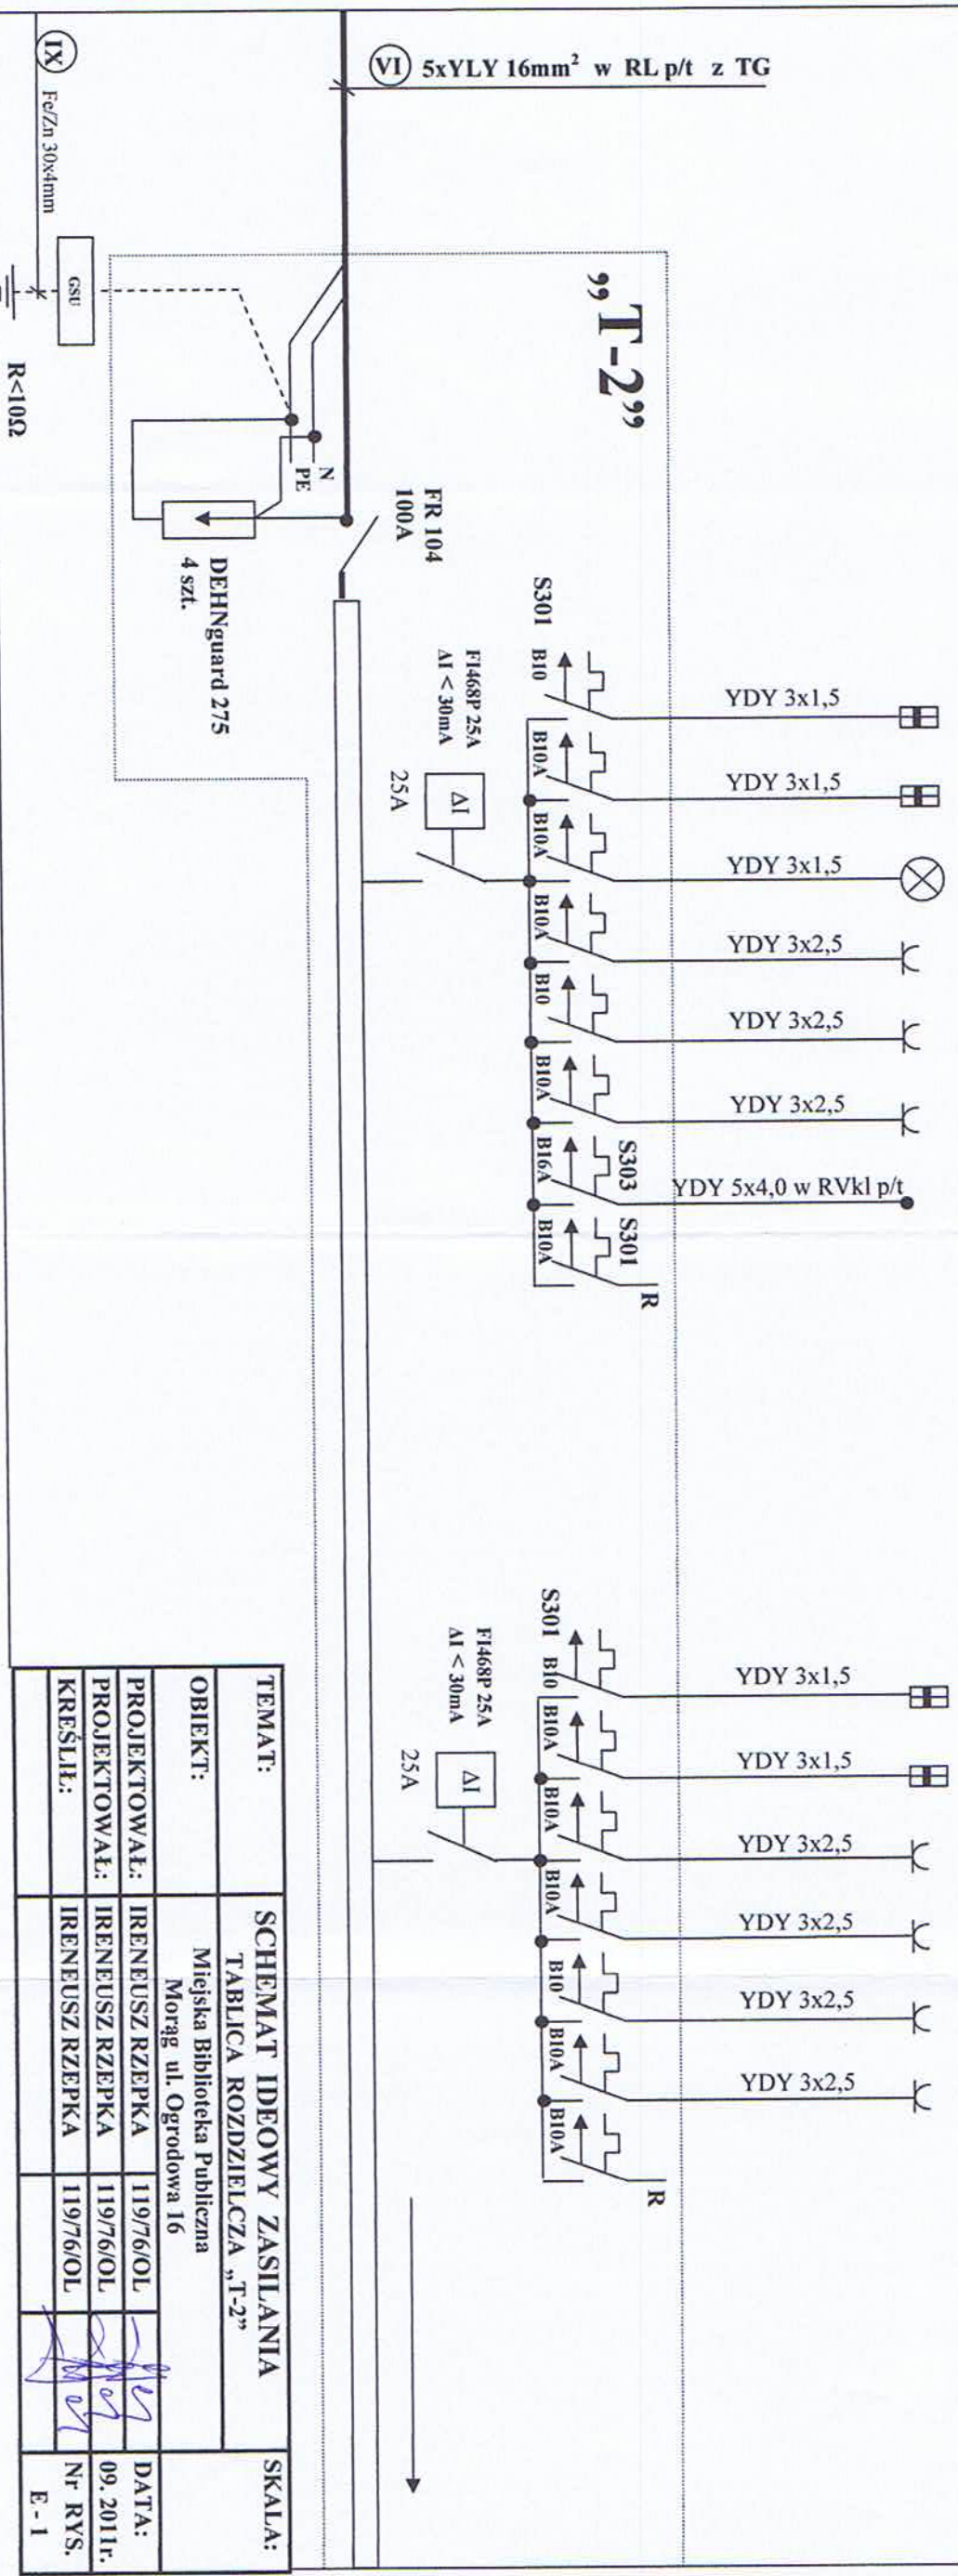 VI 5xYLY 16mm² w RL p/t z TG
IX
Fe/Zn 30x4mm
GSU
R<10Ω
„T-2”
N
PE
FR 104
100A
DEHNguard 275
4 szt.
S301
FI468P 25A
ΔI < 30mA
ΔI
25A
B10
B10A
B10A
B10A
B10
B10A
B16A
B10A
S303
S301
R
YDY 3x1,5
YDY 3x1,5
YDY 3x1,5
YDY 3x2,5
YDY 3x2,5
YDY 3x2,5
YDY 5x4,0 w RVkl p/t
S301
FI468P 25A
ΔI < 30mA
ΔI
25A
B10
B10A
B10A
B10A
B10
B10A
B10A
R
YDY 3x1,5
YDY 3x1,5
YDY 3x2,5
YDY 3x2,5
YDY 3x2,5
YDY 3x2,5
TEMAT: SCHEMAT IDEOWY ZASILANIA SKALA:
TABLICA ROZDZIELCZA „T-2”
OBIEKT: Miejska Biblioteka Publiczna
Morąg ul. Ogrodowa 16
PROJEKTOWAŁ: IRENEUSZ RZEPKA 119/76/OL DATA:
PROJEKTOWAŁ: IRENEUSZ RZEPKA 119/76/OL 09. 2011r.
KREŚLIŁ: IRENEUSZ RZEPKA 119/76/OL Nr RYS.
E - 1